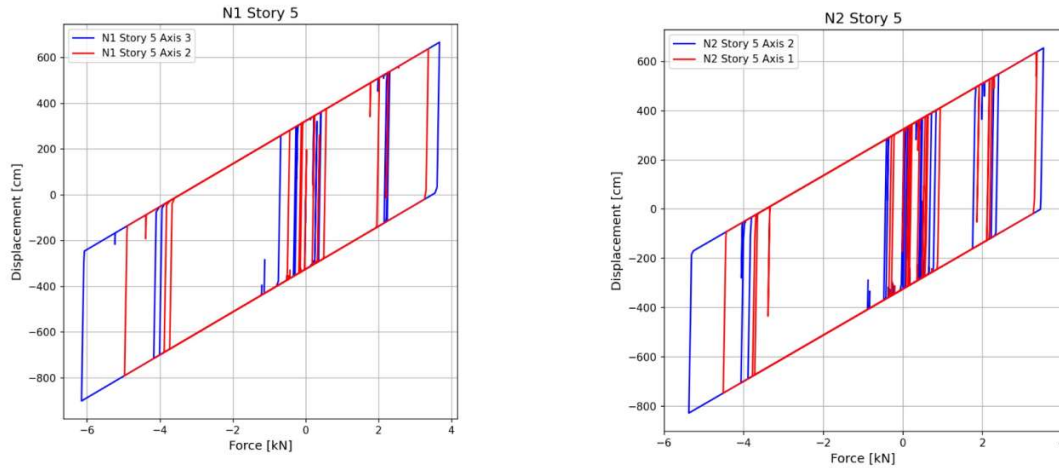 N1 Story 5
N1 Story 5 Axis 3
N1 Story 5 Axis 2
Displacement [cm]
600
400
200
0
−200
−400
−600
−800
−6
−4
−2
0
2
4
Force [kN]
N2 Story 5
N2 Story 5 Axis 2
N2 Story 5 Axis 1
Displacement [cm]
600
400
200
0
−200
−400
−600
−800
−6
−4
−2
0
2
Force [kN]